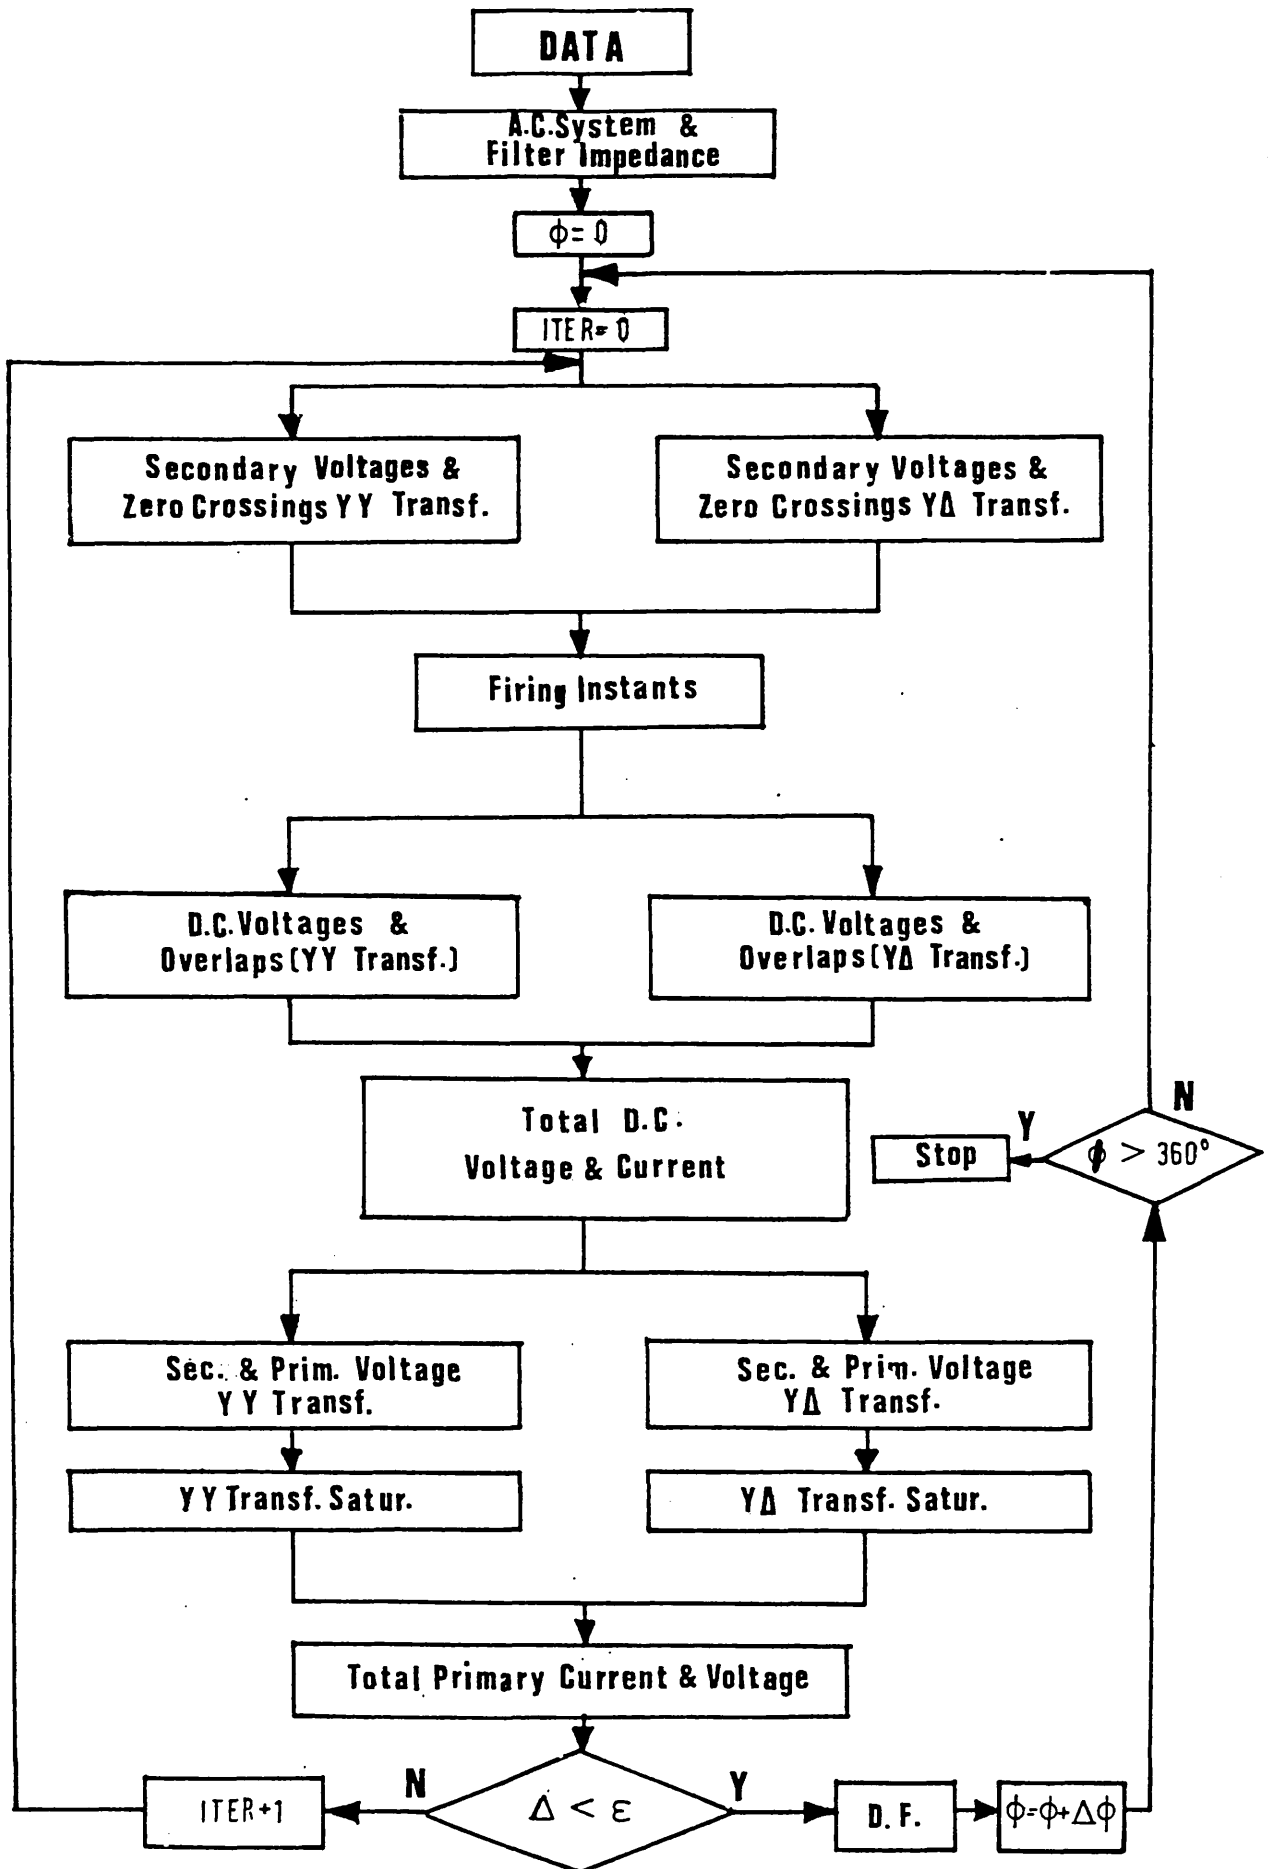 DATA
A.C.System &
Filter Impedance
ϕ= 0
ITER= 0
Secondary Voltages &
Zero Crossings YY Transf.
Secondary Voltages &
Zero Crossings YΔ Transf.
Firing Instants
D.C.Voltages &
Overlaps(YY Transf.)
D.C. Voltages &
Overlaps(YΔ Transf.)
Total D.C.
Voltage & Current
N
Y
Stop
ϕ > 360°
Sec. & Prim. Voltage
YY Transf.
Sec. & Prim. Voltage
YΔ Transf.
YY Transf. Satur.
YΔ Transf. Satur.
Total Primary Current & Voltage
N
Y
ITER+1
Δ < ε
D.F.
ϕ=ϕ+Δϕ